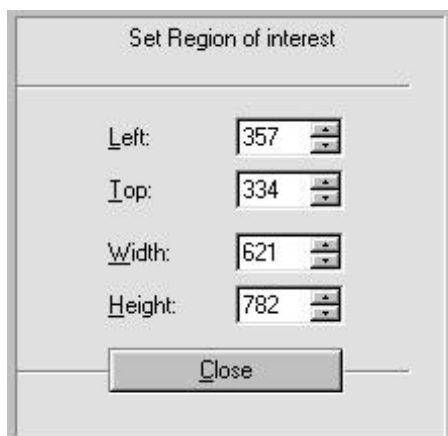 Set Region of interest
Left: 357
Top: 334
Width: 621
Height: 782
Close